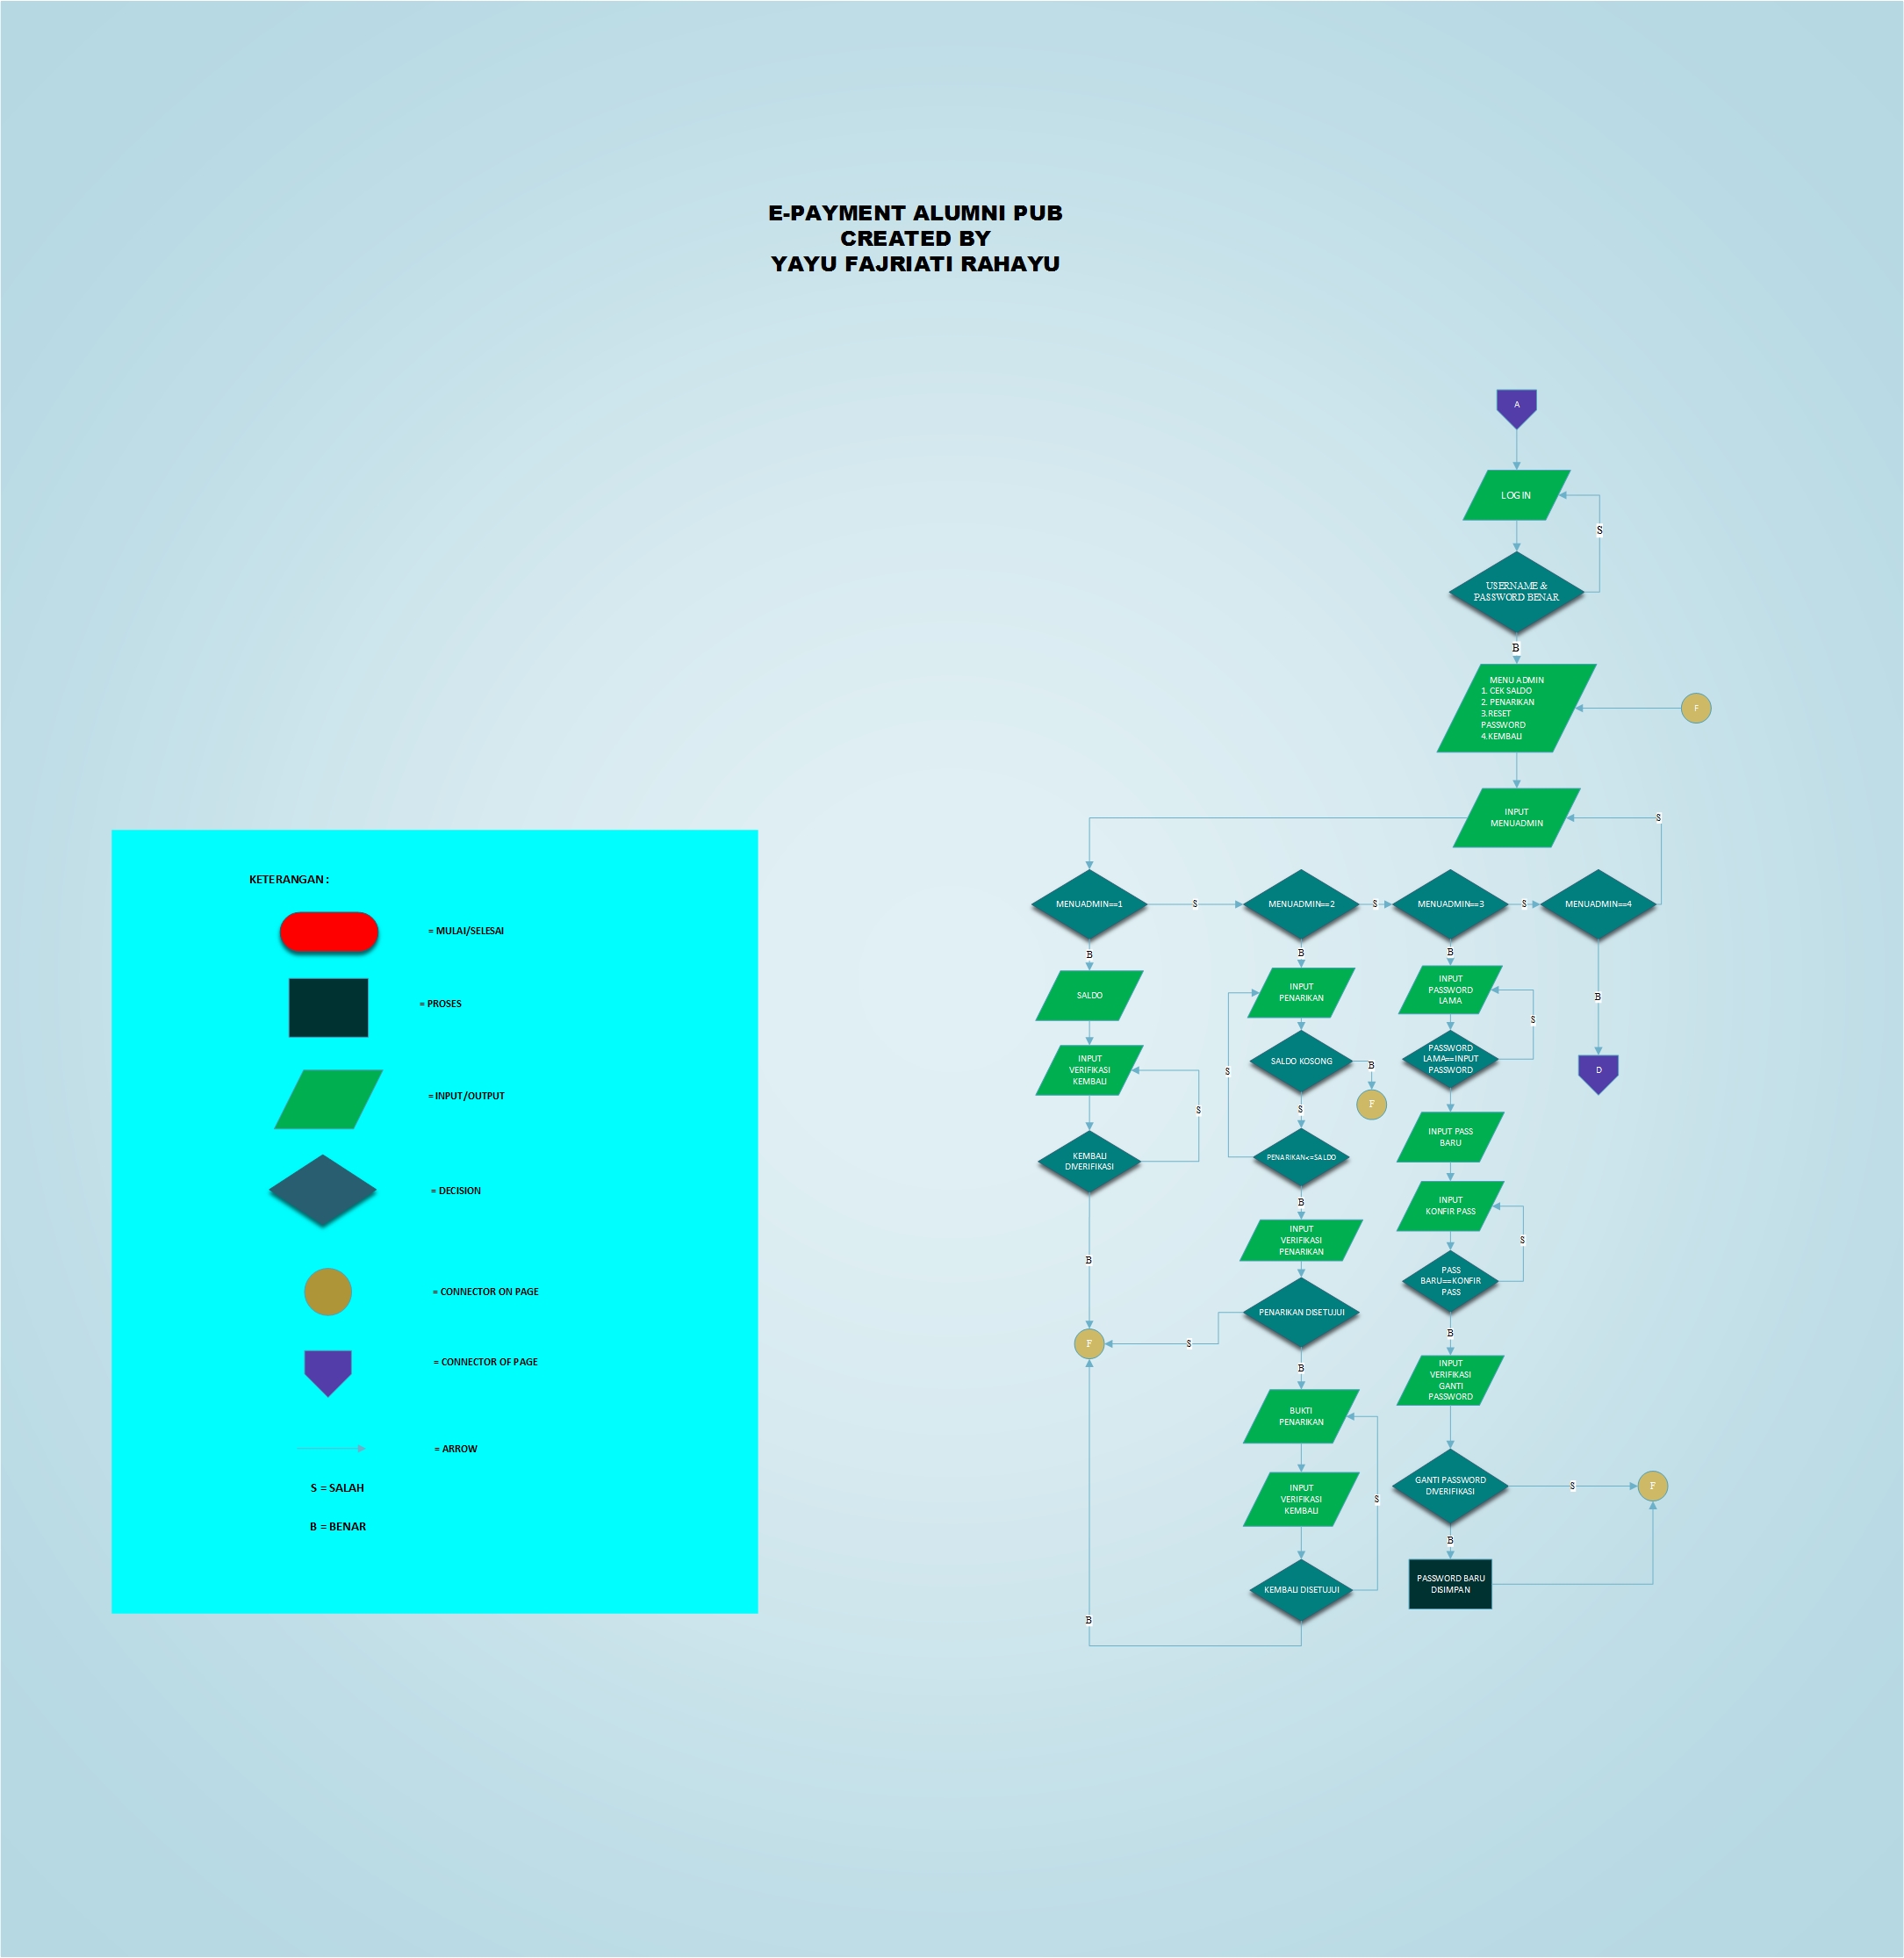 E-PAYMENT ALUMNI PUB
CREATED BY
YAYU FAJRIATI RAHAYU
A
LOGIN
S
USERNAME &
PASSWORD BENAR
B
MENU ADMIN
1. CEK SALDO
2. PENARIKAN
3.RESET
PASSWORD
4.KEMBALI
F
INPUT
MENUADMIN
S
MENUADMIN==1
S
MENUADMIN==2
S
MENUADMIN==3
S
MENUADMIN==4
B
SALDO
INPUT
VERIFIKASI
KEMBALI
S
KEMBALI
DIVERIFIKASI
B
F
B
B
INPUT
PENARIKAN
SALDO KOSONG
B
F
S
S
PENARIKAN<=SALDO
B
INPUT
VERIFIKASI
PENARIKAN
PENARIKAN DISETUJUI
S
B
BUKTI
PENARIKAN
INPUT
VERIFIKASI
KEMBALI
S
KEMBALI DISETUJUI
B
INPUT
PASSWORD
LAMA
S
PASSWORD
LAMA==INPUT
PASSWORD
INPUT PASS
BARU
INPUT
KONFIR PASS
S
PASS
BARU==KONFIR
PASS
B
INPUT
VERIFIKASI
GANTI
PASSWORD
GANTI PASSWORD
DIVERIFIKASI
S
F
B
PASSWORD BARU
DISIMPAN
B
D
KETERANGAN :
= MULAI/SELESAI
= PROSES
= INPUT/OUTPUT
= DECISION
= CONNECTOR ON PAGE
= CONNECTOR OF PAGE
= ARROW
S = SALAH
B = BENAR